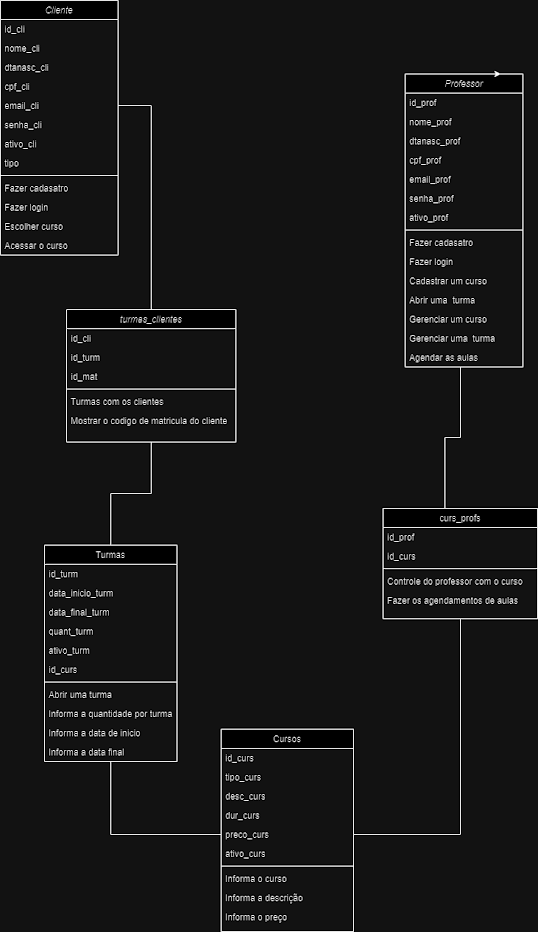 Cliente
id_cli
nome_cli
dtanasc_cli
cpf_cli
email_cli
senha_cli
ativo_cli
tipo
Fazer cadasatro
Fazer login
Escolher curso
Acessar o curso
Professor
id_prof
nome_prof
dtanasc_prof
cpf_prof
email_prof
senha_prof
ativo_prof
Fazer cadasatro
Fazer login
Cadastrar um curso
Abrir uma turma
Gerenciar um curso
Gerenciar uma turma
Agendar as aulas
turmas_clientes
id_cli
id_turm
id_mat
Turmas com os clientes
Mostrar o codigo de matricula do cliente
curs_profs
id_prof
id_curs
Controle do professor com o curso
Fazer os agendamentos de aulas
Turmas
id_turm
data_inicio_turm
data_final_turm
quant_turm
ativo_turm
id_curs
Abrir uma turma
Informa a quantidade por turma
Informa a data de inicio
Informa a data final
Cursos
id_curs
tipo_curs
desc_curs
dur_curs
preco_curs
ativo_curs
Informa o curso
Informa a descrição
Informa o preço